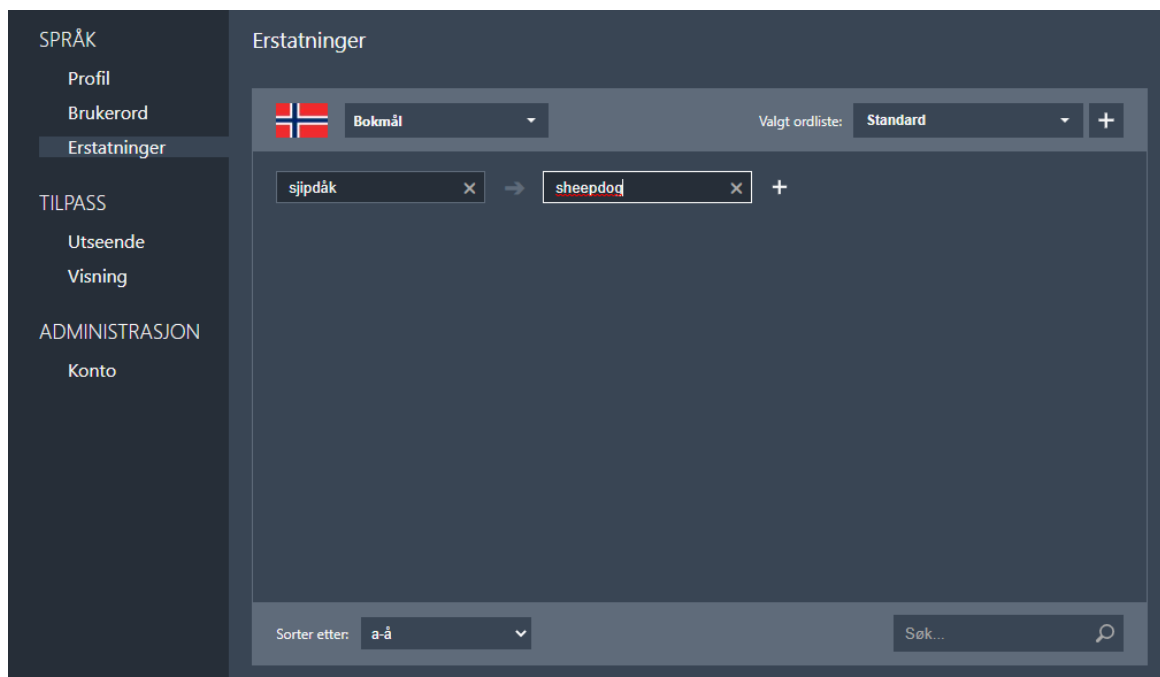 SPRÅK
Profil
Brukerord
Erstatninger
TILPASS
Utseende
Visning
ADMINISTRASJON
Konto
Erstatninger
Bokmål
Valgt ordliste: Standard
sjipdåk
sheepdog
Sorter etter: a-å
Søk...